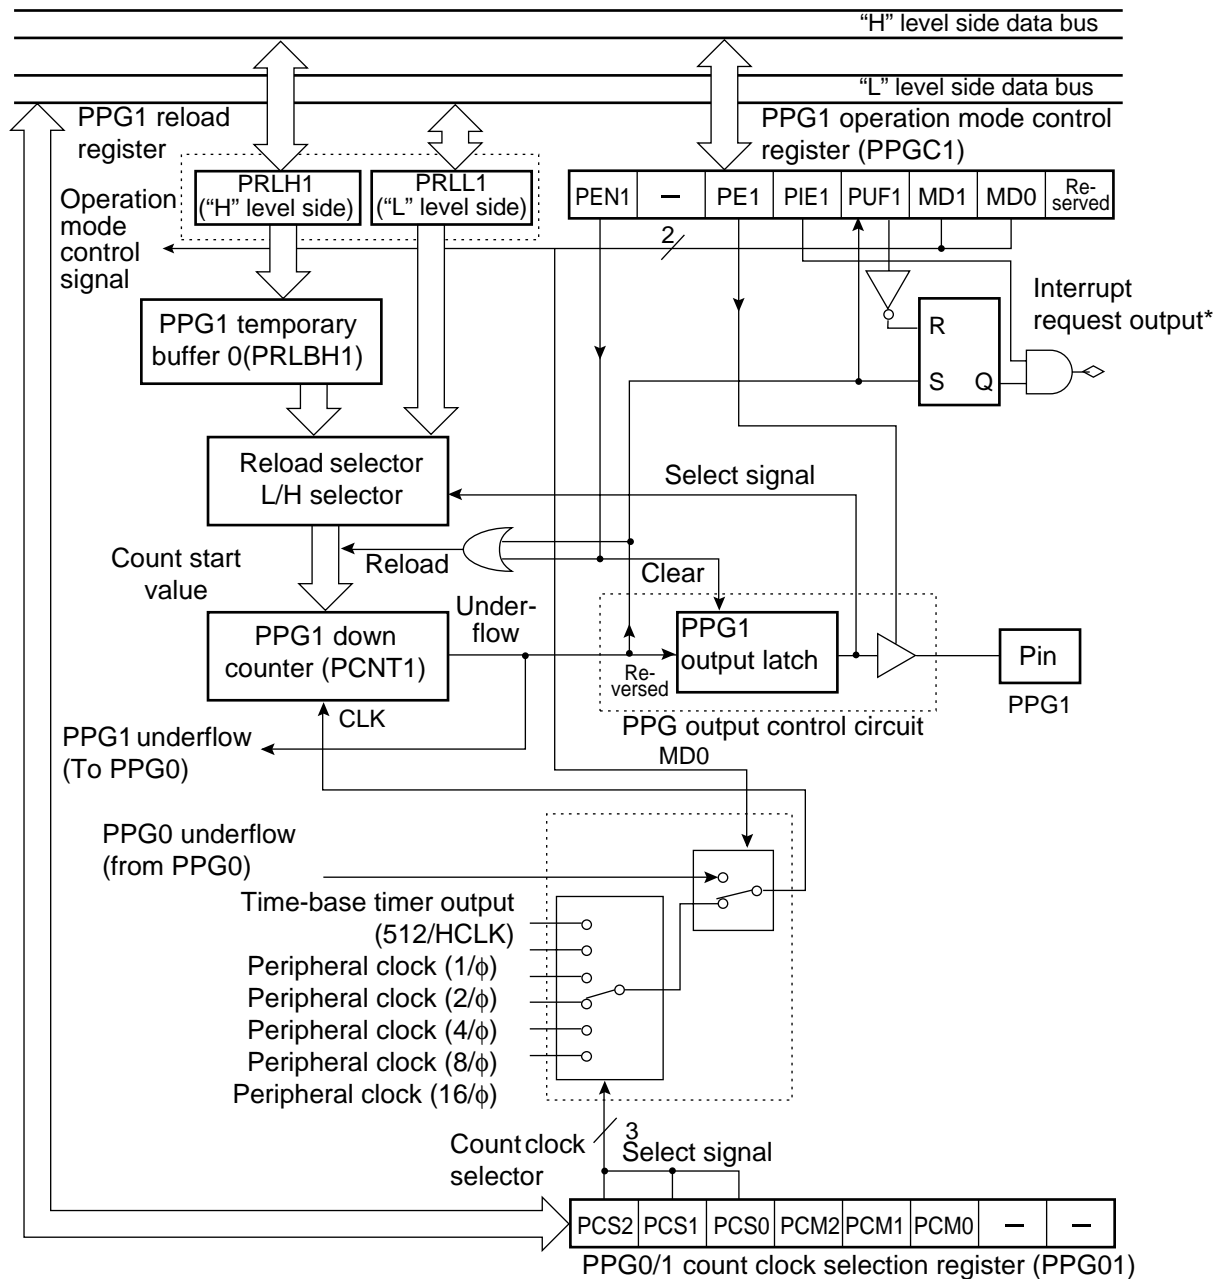 “H” level side data bus
“L” level side data bus
PPG1 reload
register
PPG1 operation mode control
register (PPGC1)
PRLH1
(“H” level side)
PRLL1
(“L” level side)
PEN1 — PE1 PIE1 PUF1 MD1 MD0 Re-
served
Operation
mode
control
signal
2
PPG1 temporary
buffer 0(PRLBH1)
R
S Q
Interrupt
request output*
Reload selector
L/H selector
Select signal
Count start
value
Reload
Clear
PPG1 down
counter (PCNT1)
Under-
flow
Re-
versed
PPG1
output latch
Pin
PPG1
CLK
PPG output control circuit
PPG1 underflow
(To PPG0)
MD0
PPG0 underflow
(from PPG0)
Time-base timer output
(512/HCLK)
Peripheral clock (1/ϕ)
Peripheral clock (2/ϕ)
Peripheral clock (4/ϕ)
Peripheral clock (8/ϕ)
Peripheral clock (16/ϕ)
Count clock
selector
3
Select signal
PCS2 PCS1 PCS0 PCM2 PCM1 PCM0 — —
PPG0/1 count clock selection register (PPG01)